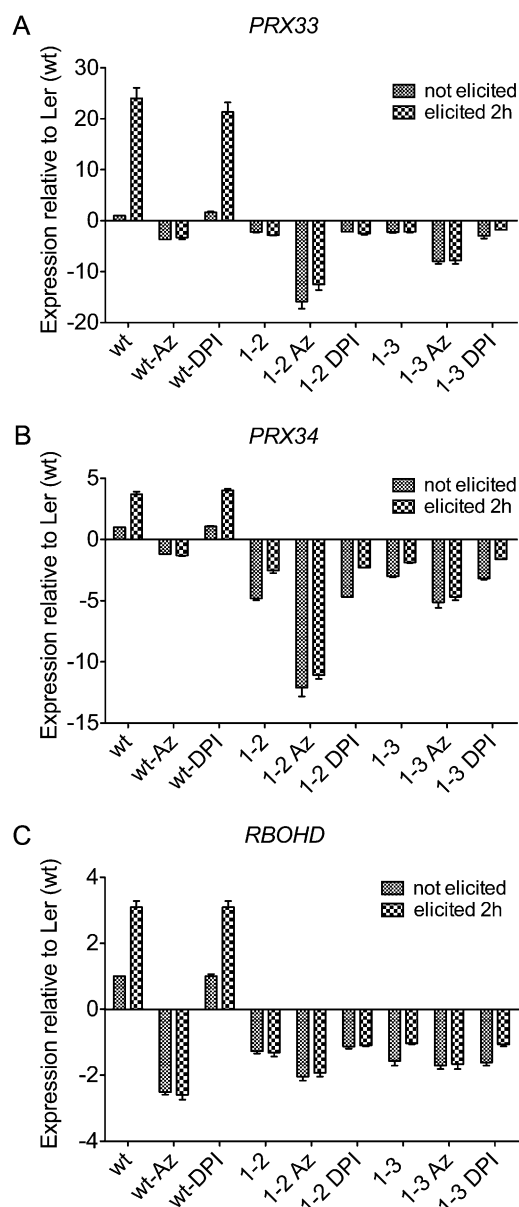 A
PRX33
Expression relative to Ler (wt)
30
20
10
0
-10
-20
not elicited
elicited 2h
wt
wt-Az
wt-DPI
1-2
1-2 Az
1-2 DPI
1-3
1-3 Az
1-3 DPI
B
PRX34
Expression relative to Ler (wt)
5
0
-5
-10
-15
not elicited
elicited 2h
wt
wt-Az
wt-DPI
1-2
1-2 Az
1-2 DPI
1-3
1-3 Az
1-3 DPI
C
RBOHD
Expression relative to Ler (wt)
4
2
0
-2
-4
not elicited
elicited 2h
wt
wt-Az
wt-DPI
1-2
1-2 Az
1-2 DPI
1-3
1-3 Az
1-3 DPI